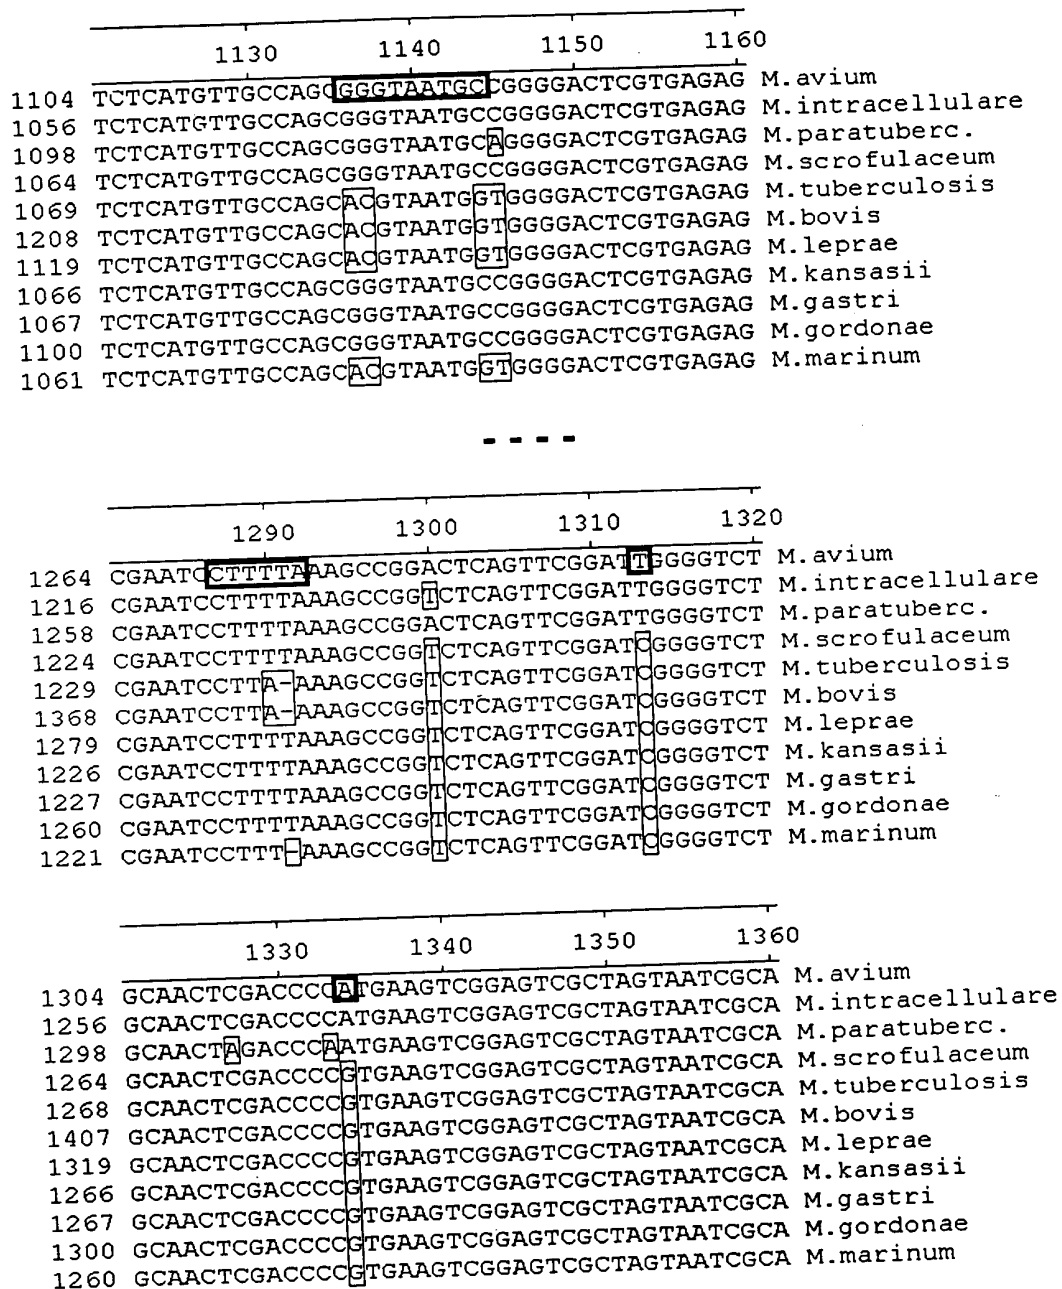 1130 1140 1150 1160
1104 TCTCATGTTGCCAGCGGGTAATGCCGGGGACTCGTGAGAG M.avium
1056 TCTCATGTTGCCAGCGGGTAATGCCGGGGACTCGTGAGAG M.intracellulare
1098 TCTCATGTTGCCAGCGGGTAATGCAGGGGACTCGTGAGAG M.paratuberc.
1064 TCTCATGTTGCCAGCGGGTAATGCCGGGGACTCGTGAGAG M.scrofulaceum
1069 TCTCATGTTGCCAGCACGTAATGGTGGGGACTCGTGAGAG M.tuberculosis
1208 TCTCATGTTGCCAGCACGTAATGGTGGGGACTCGTGAGAG M.bovis
1119 TCTCATGTTGCCAGCACGTAATGGTGGGGACTCGTGAGAG M.leprae
1066 TCTCATGTTGCCAGCGGGTAATGCCGGGGACTCGTGAGAG M.kansasii
1067 TCTCATGTTGCCAGCGGGTAATGCCGGGGACTCGTGAGAG M.gastri
1100 TCTCATGTTGCCAGCGGGTAATGCCGGGGACTCGTGAGAG M.gordonae
1061 TCTCATGTTGCCAGCACGTAATGGTGGGGACTCGTGAGAG M.marinum
- - - -
1290 1300 1310 1320
1264 CGAATCCTTTTAAAGCCGGACTCAGTTCGGATTGGGGTCT M.avium
1216 CGAATCCTTTTAAAGCCGGTCTCAGTTCGGATTGGGGTCT M.intracellulare
1258 CGAATCCTTTTAAAGCCGGACTCAGTTCGGATTGGGGTCT M.paratuberc.
1224 CGAATCCTTTTAAAGCCGGTCTCAGTTCGGATCGGGGTCT M.scrofulaceum
1229 CGAATCCTTA-AAAGCCGGTCTCAGTTCGGATCGGGGTCT M.tuberculosis
1368 CGAATCCTTA-AAAGCCGGTCTCAGTTCGGATCGGGGTCT M.bovis
1279 CGAATCCTTTTAAAGCCGGTCTCAGTTCGGATCGGGGTCT M.leprae
1226 CGAATCCTTTTAAAGCCGGTCTCAGTTCGGATCGGGGTCT M.kansasii
1227 CGAATCCTTTTAAAGCCGGTCTCAGTTCGGATCGGGGTCT M.gastri
1260 CGAATCCTTTTAAAGCCGGTCTCAGTTCGGATCGGGGTCT M.gordonae
1221 CGAATCCTTT-AAAGCCGGTCTCAGTTCGGATCGGGGTCT M.marinum
1330 1340 1350 1360
1304 GCAACTCGACCCCATGAAGTCGGAGTCGCTAGTAATCGCA M.avium
1256 GCAACTCGACCCCATGAAGTCGGAGTCGCTAGTAATCGCA M.intracellulare
1298 GCAACTAGACCCAATGAAGTCGGAGTCGCTAGTAATCGCA M.paratuberc.
1264 GCAACTCGACCCCGTGAAGTCGGAGTCGCTAGTAATCGCA M.scrofulaceum
1268 GCAACTCGACCCCGTGAAGTCGGAGTCGCTAGTAATCGCA M.tuberculosis
1407 GCAACTCGACCCCGTGAAGTCGGAGTCGCTAGTAATCGCA M.bovis
1319 GCAACTCGACCCCGTGAAGTCGGAGTCGCTAGTAATCGCA M.leprae
1266 GCAACTCGACCCCGTGAAGTCGGAGTCGCTAGTAATCGCA M.kansasii
1267 GCAACTCGACCCCGTGAAGTCGGAGTCGCTAGTAATCGCA M.gastri
1300 GCAACTCGACCCCGTGAAGTCGGAGTCGCTAGTAATCGCA M.gordonae
1260 GCAACTCGACCCCGTGAAGTCGGAGTCGCTAGTAATCGCA M.marinum